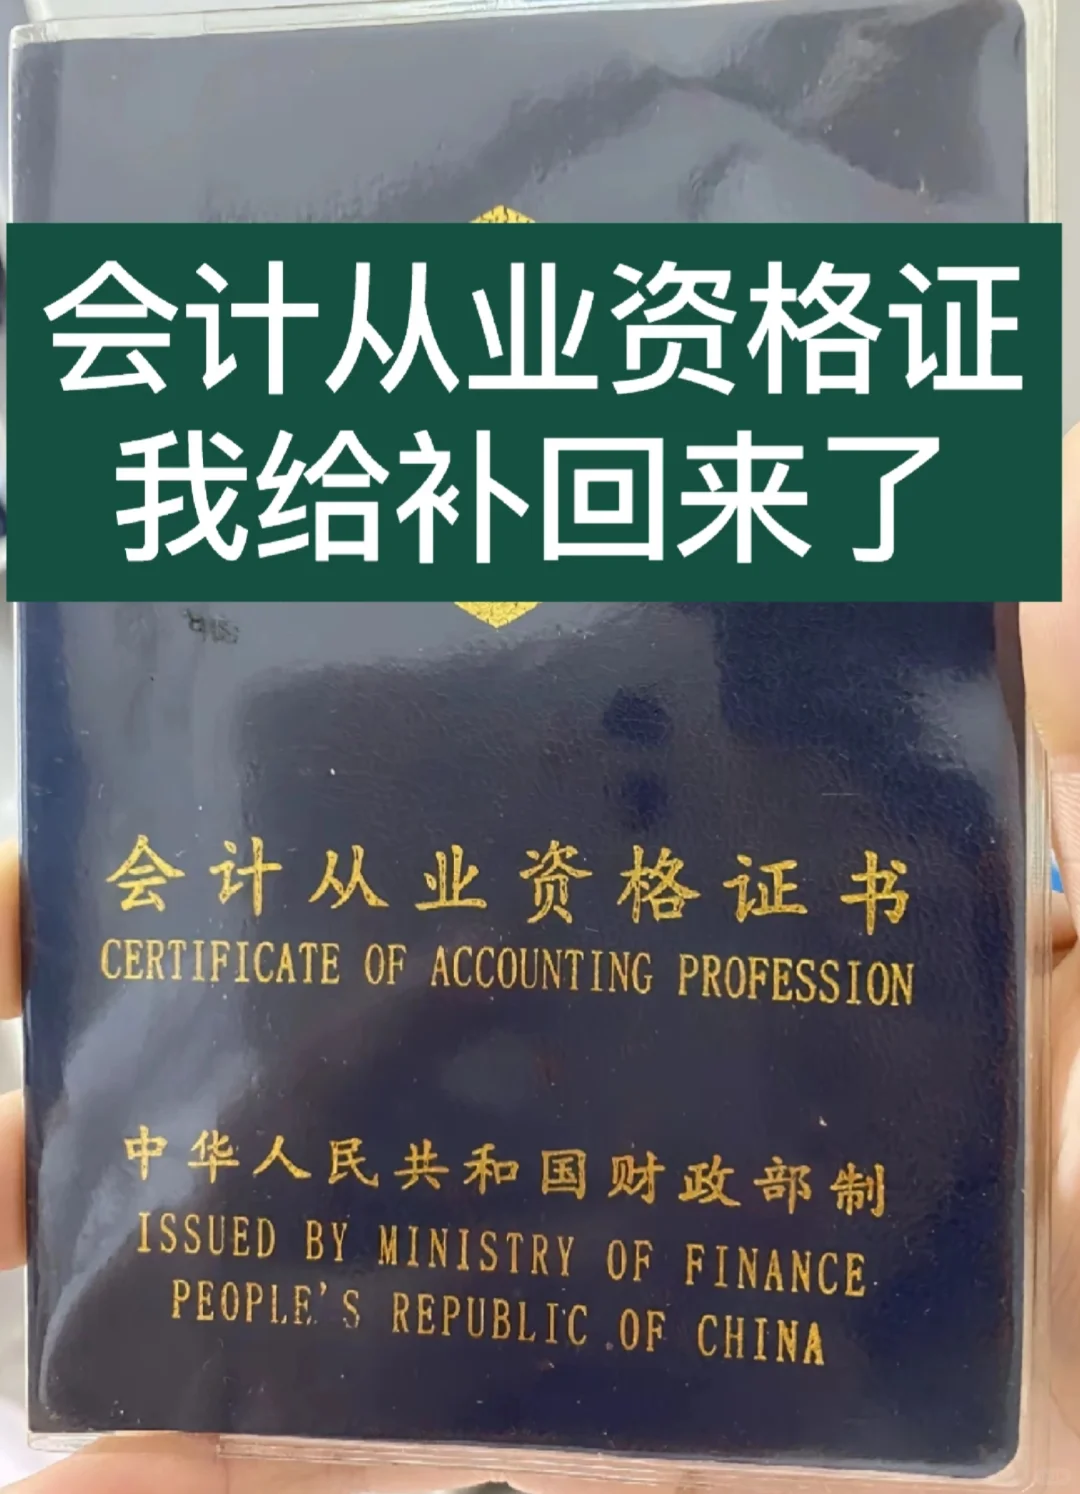 会计从业资格证
我给补回来了
会计从业资格证书
CERTIFICATE OF ACCOUNTING PROFESSION
中华人民共和国财政部制
ISSUED BY MINISTRY OF FINANCE
PEOPLE'S REPUBLIC OF CHINA